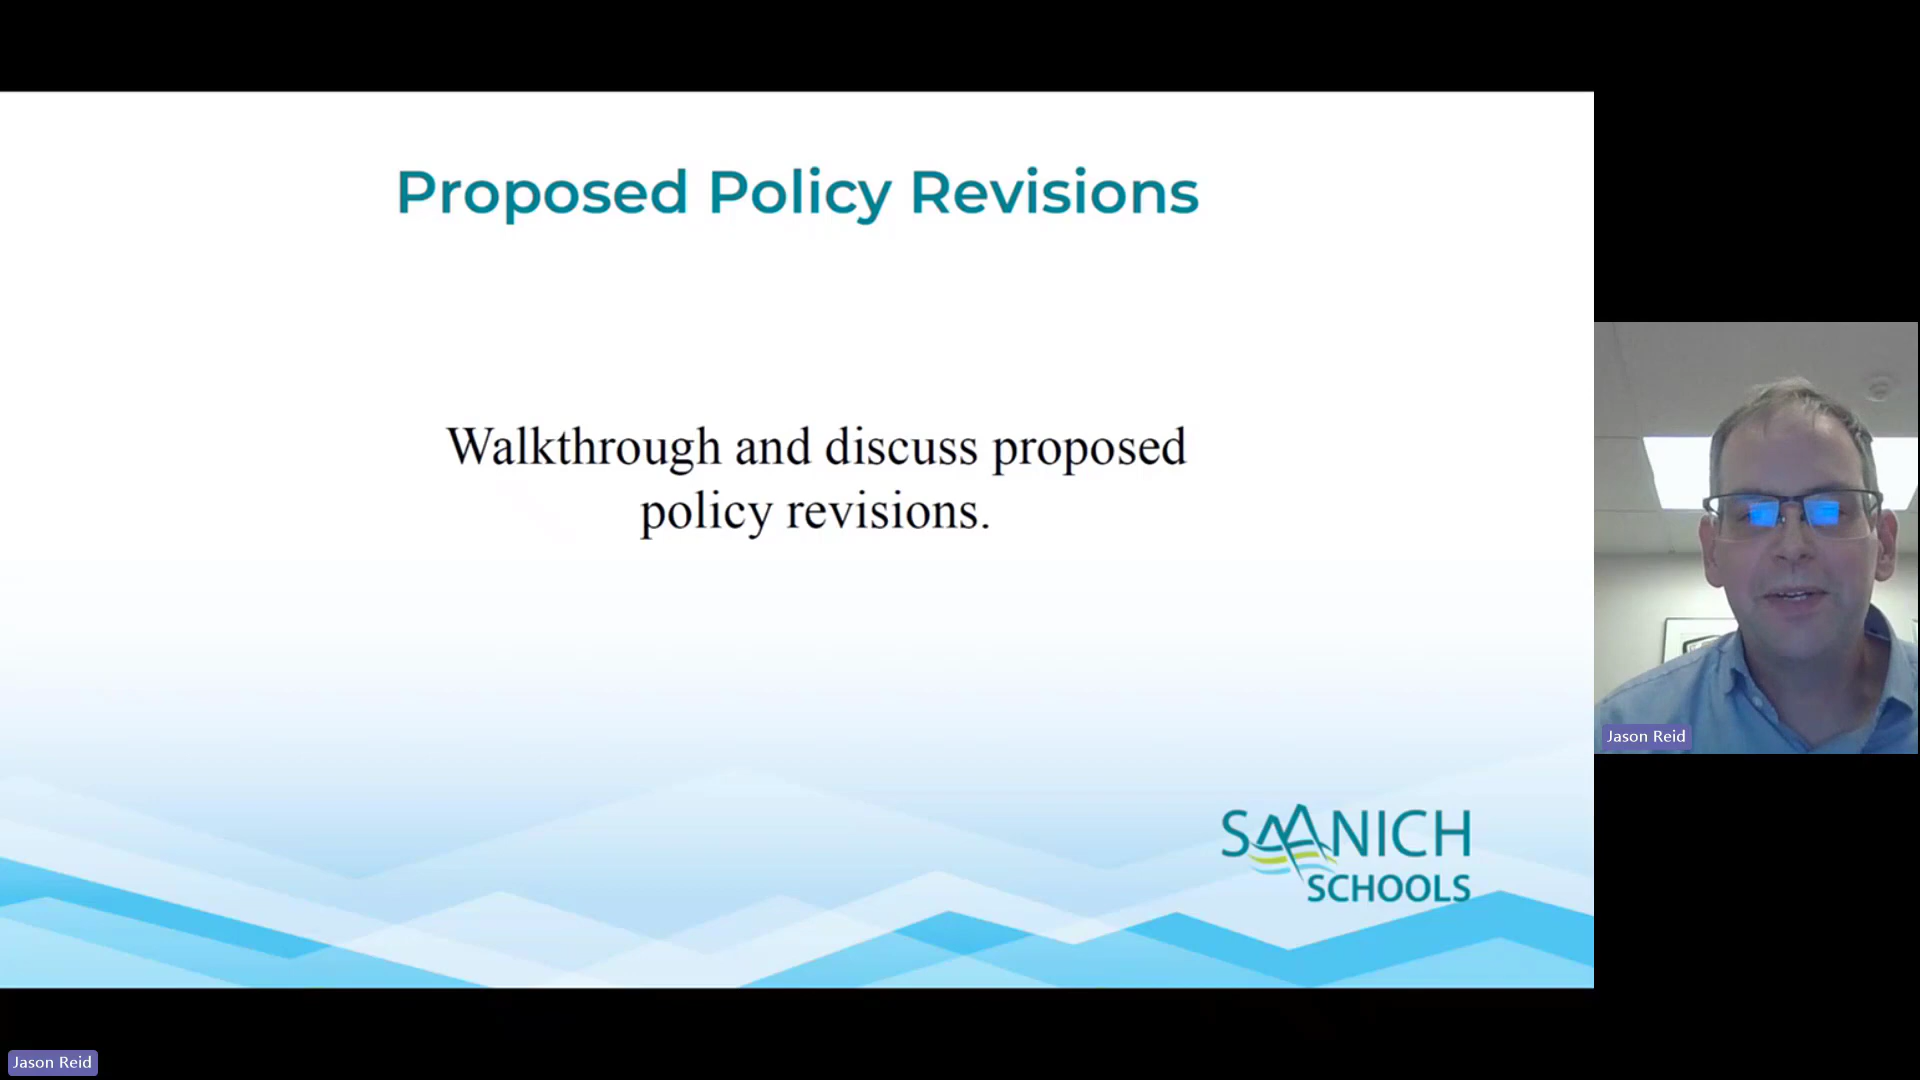 Proposed Policy Revisions
Walkthrough and discuss proposed
policy revisions.
SAANICH
SCHOOLS
Jason Reid
Jason Reid